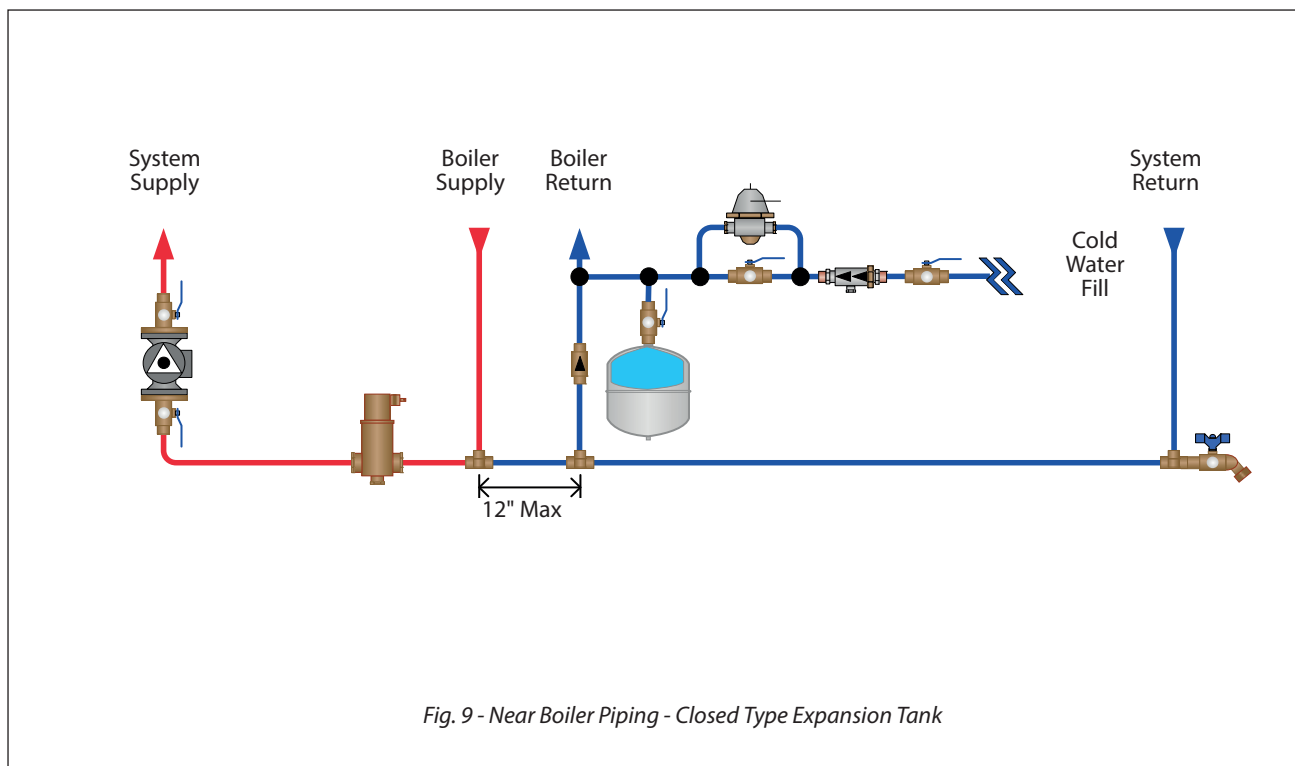 System
Supply
Boiler
Supply
Boiler
Return
System
Return
Cold
Water
Fill
12" Max
Fig. 9 - Near Boiler Piping - Closed Type Expansion Tank